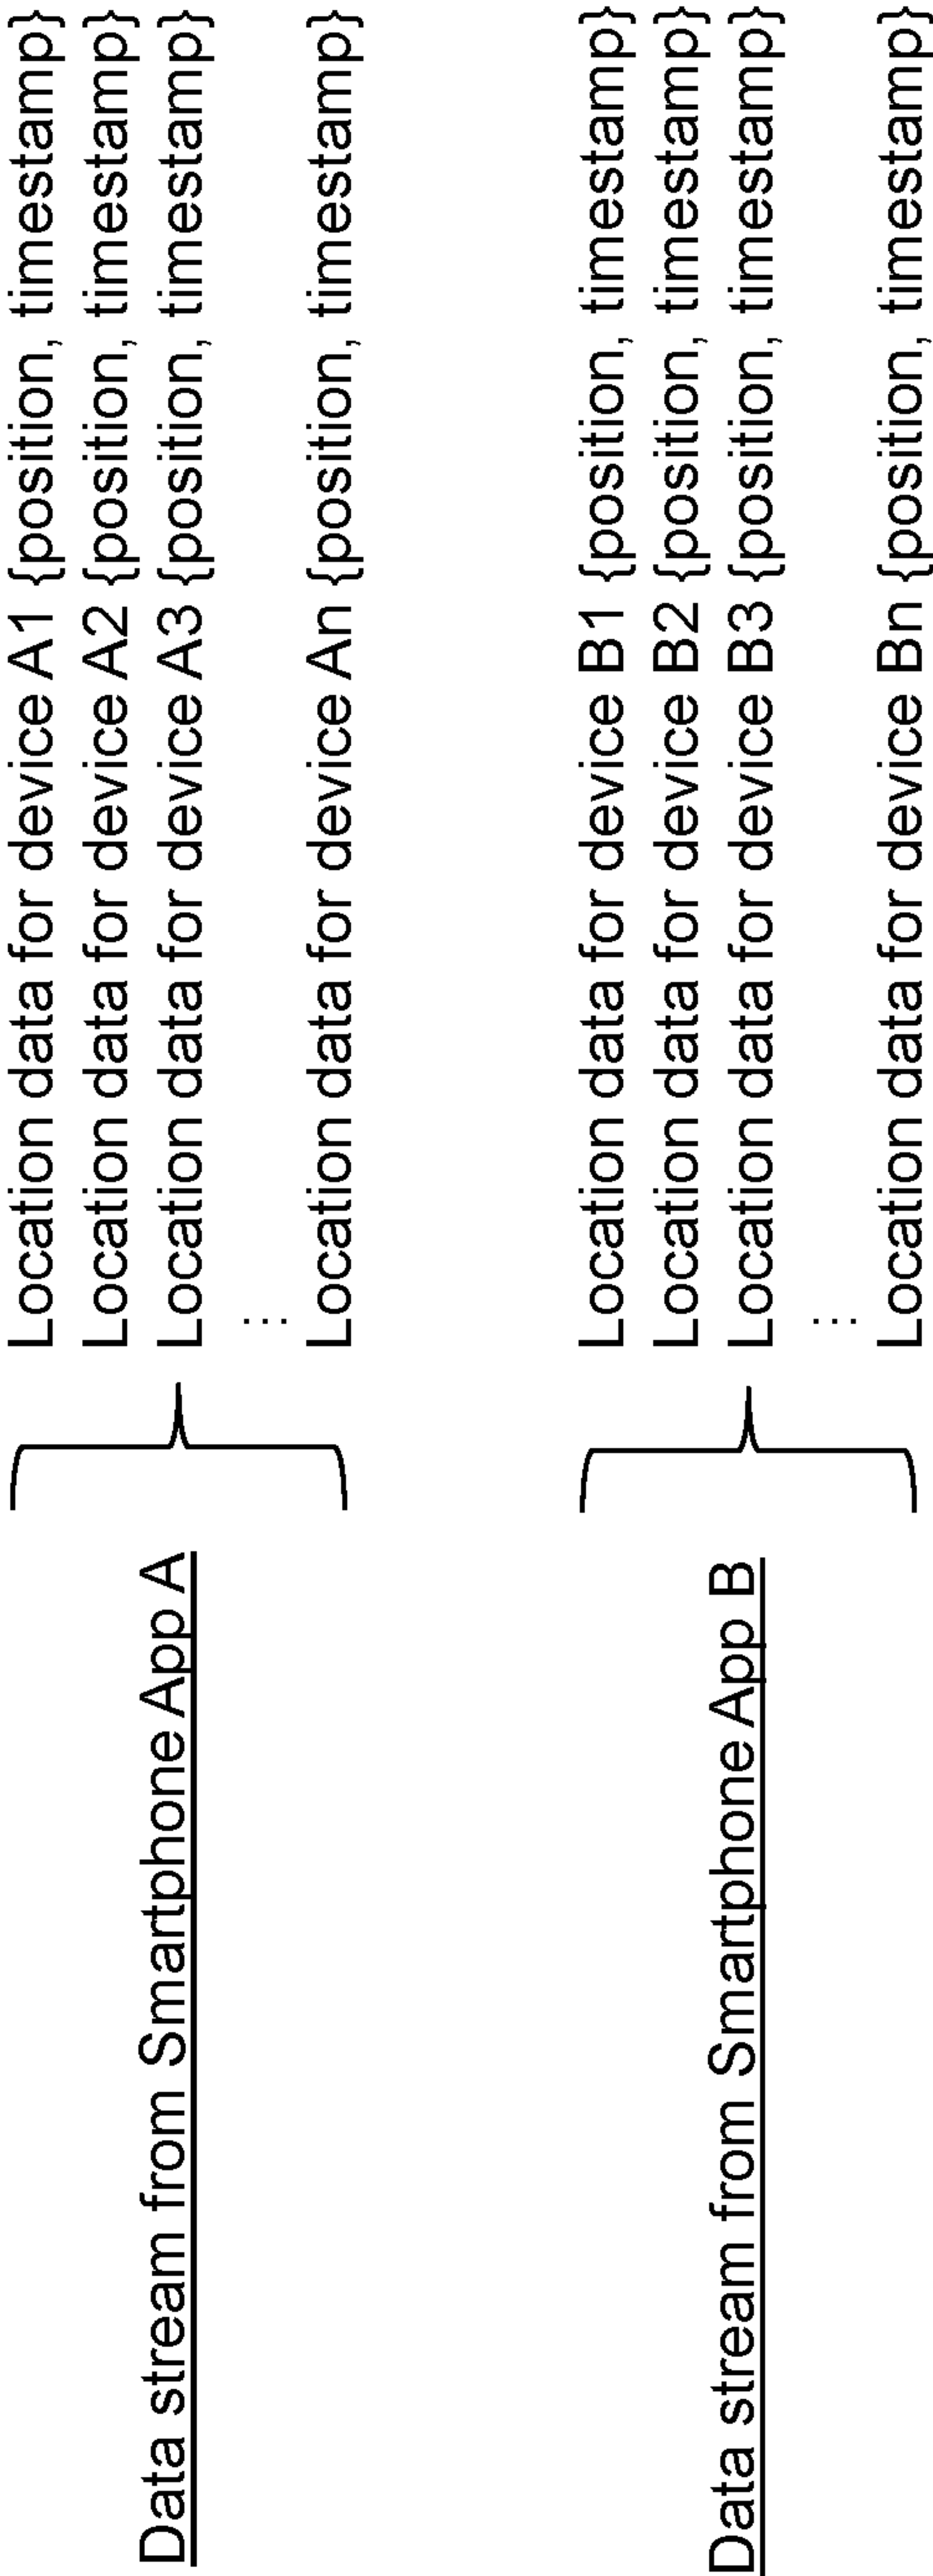 Data stream from Smartphone App A
Location data for device A1 {position, timestamp}
Location data for device A2 {position, timestamp}
Location data for device A3 {position, timestamp}
...
Location data for device An {position, timestamp}
Data stream from Smartphone App B
Location data for device B1 {position, timestamp}
Location data for device B2 {position, timestamp}
Location data for device B3 {position, timestamp}
...
Location data for device Bn {position, timestamp}